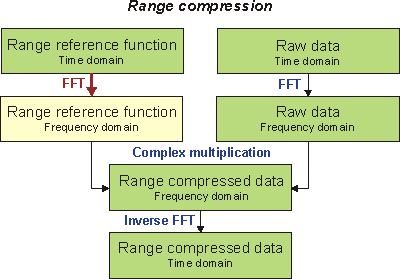 Range compression
Range reference function
Time domain
Raw data
Time domain
FFT
FFT
Range reference function
Frequency domain
Raw data
Frequency domain
Complex multiplication
Range compressed data
Frequency domain
Inverse FFT
Range compressed data
Time domain